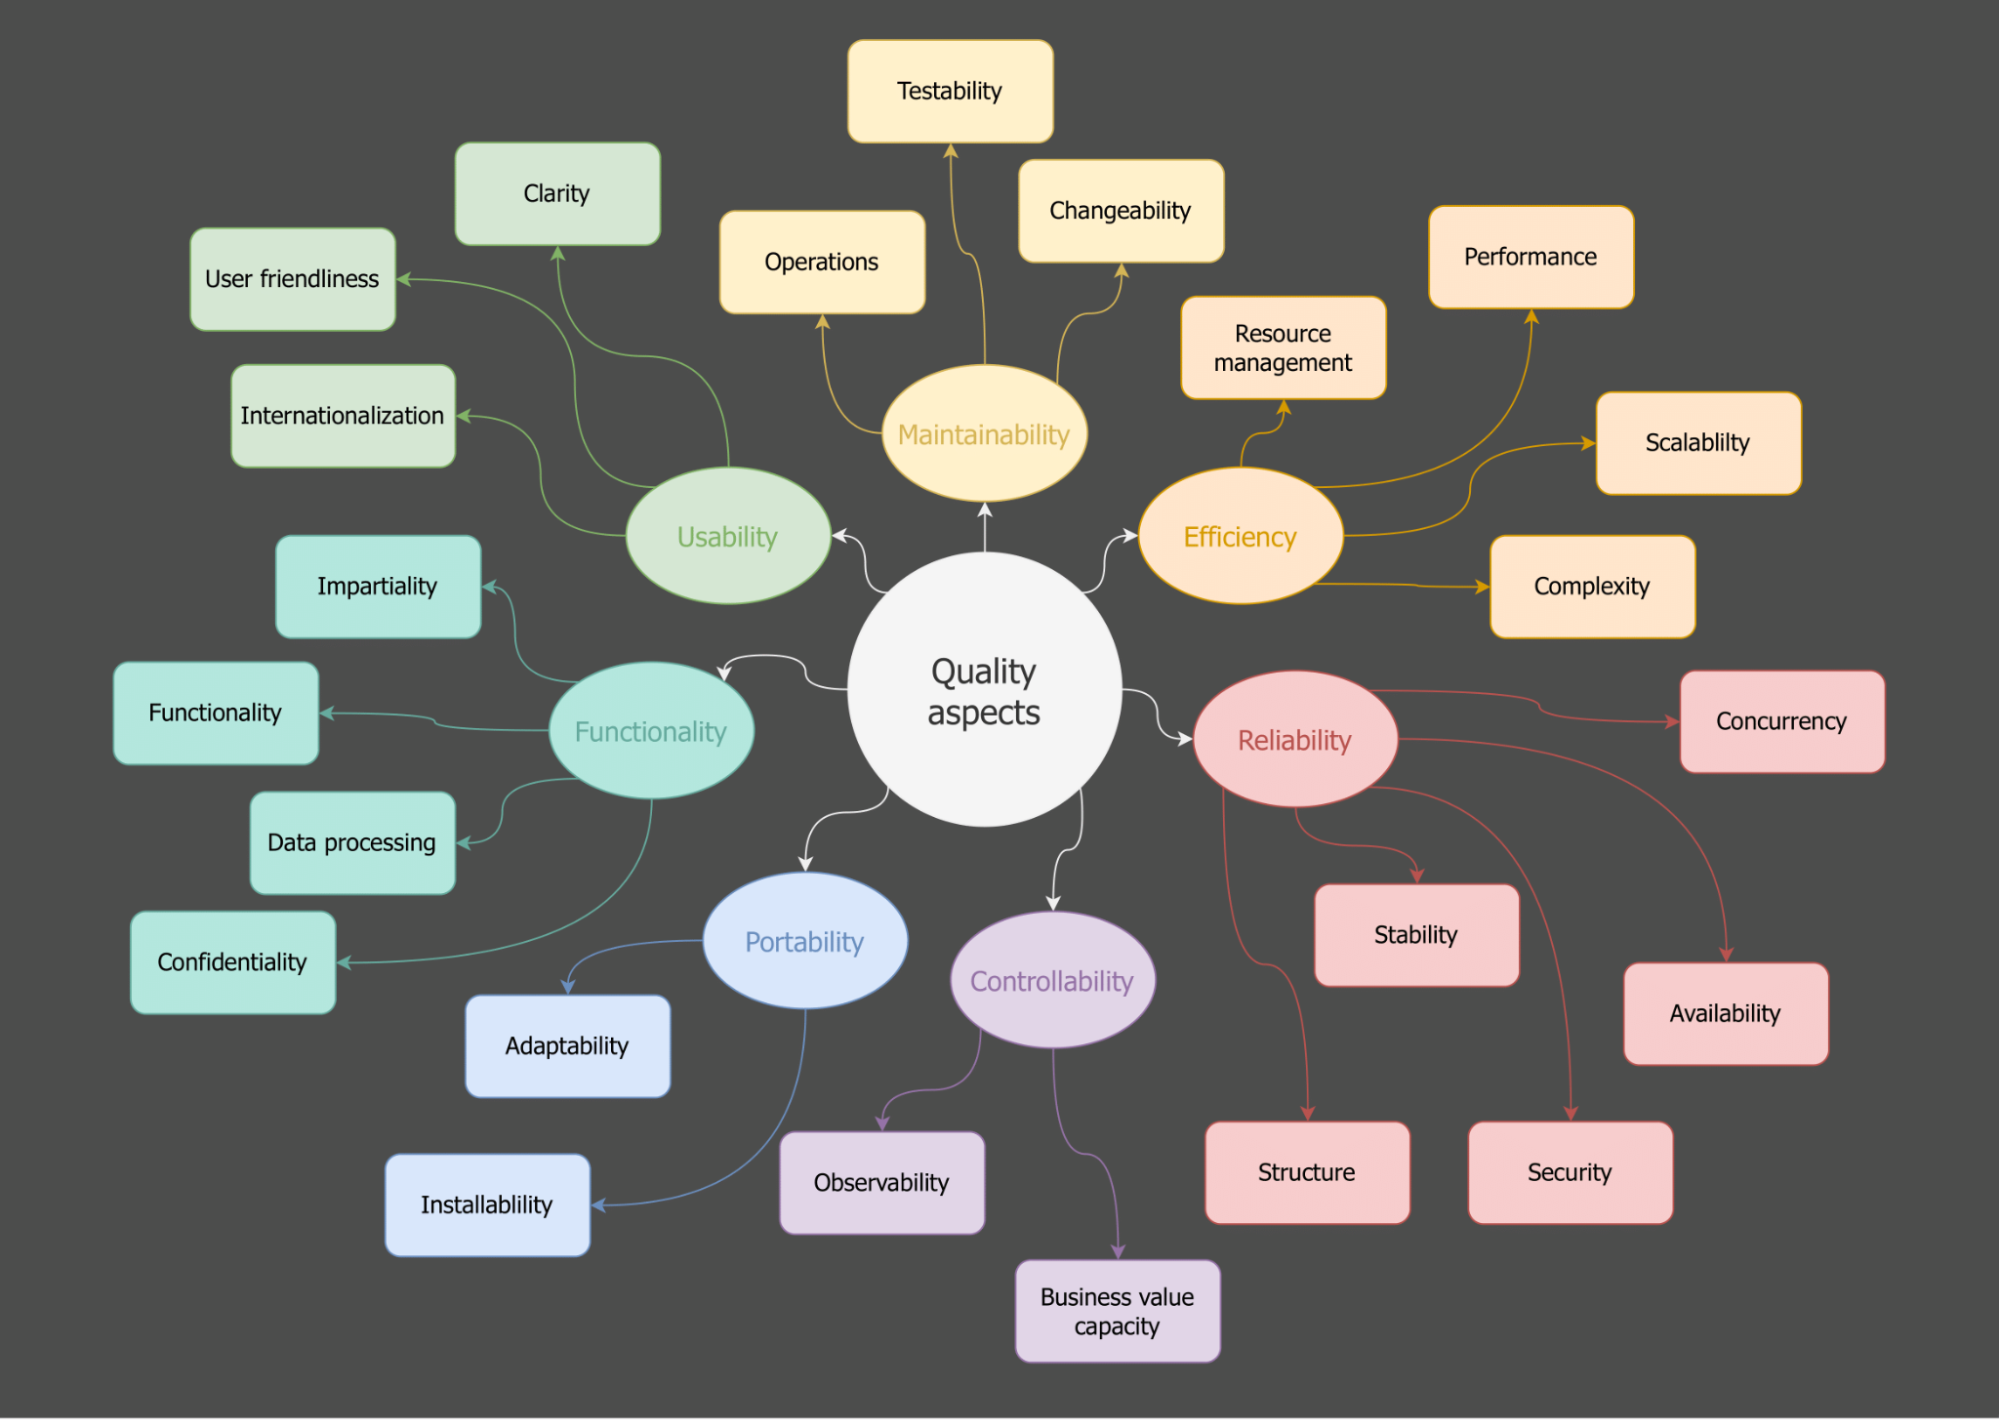 Testability
Clarity
Changeability
Performance
User friendliness
Operations
Resource
management
Internationalization
Maintainability
Scalablilty
Usability
Efficiency
Impartiality
Complexity
Quality
aspects
Functionality
Functionality
Reliability
Concurrency
Data processing
Confidentiality
Portability
Controllability
Stability
Availability
Adaptability
Observability
Structure
Security
Installablility
Business value
capacity